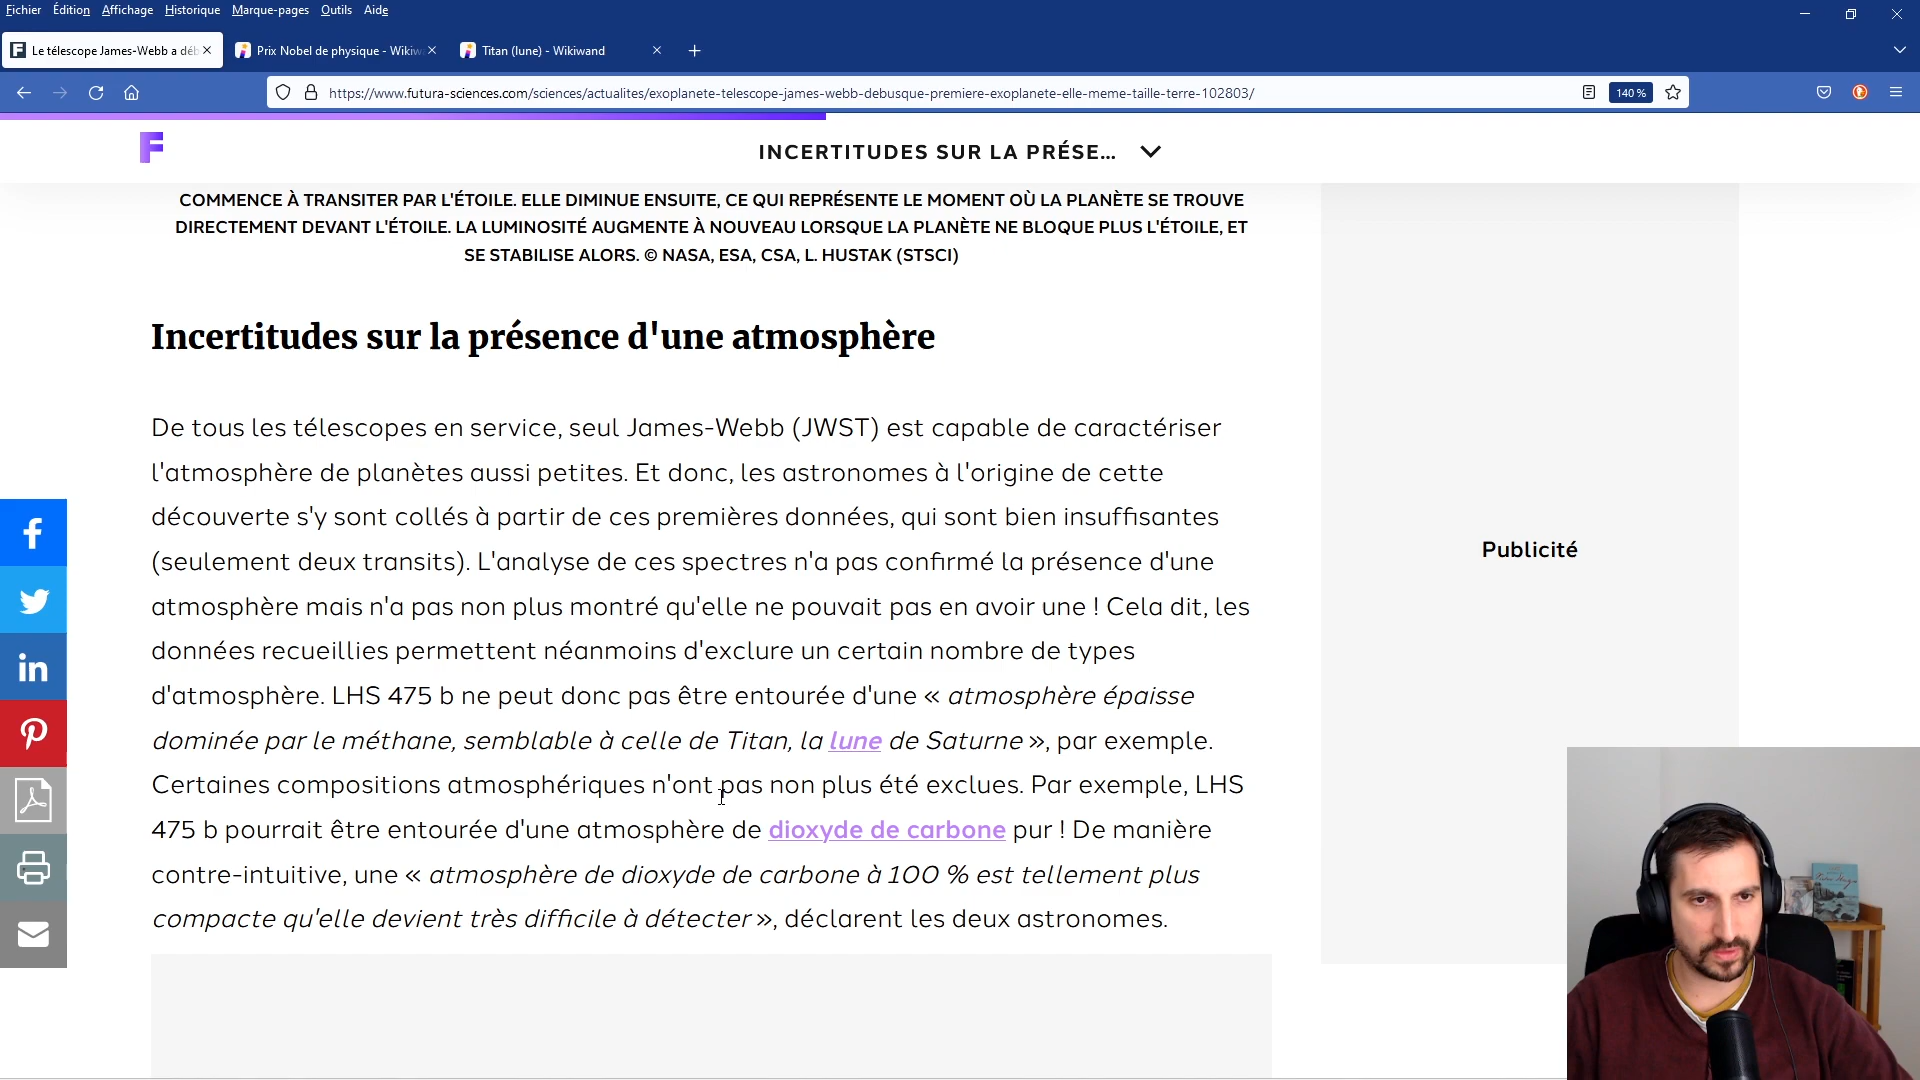 Fichier Édition Affichage Historique Marque-pages Outils Aide
Le télescope James-Webb a déb
Prix Nobel de physique - Wikiw
Titan (lune) - Wikiwand
https://www.futura-sciences.com/sciences/actualites/exoplanete-telescope-james-webb-debusque-premiere-exoplanete-elle-meme-taille-terre-102803/
140 %
INCERTITUDES SUR LA PRÉSE...
COMMENCE À TRANSITER PAR L'ÉTOILE. ELLE DIMINUE ENSUITE, CE QUI REPRÉSENTE LE MOMENT OÙ LA PLANÈTE SE TROUVE
DIRECTEMENT DEVANT L'ÉTOILE. LA LUMINOSITÉ AUGMENTE À NOUVEAU LORSQUE LA PLANÈTE NE BLOQUE PLUS L'ÉTOILE, ET
SE STABILISE ALORS. © NASA, ESA, CSA, L. HUSTAK (STSCI)
Incertitudes sur la présence d'une atmosphère
De tous les télescopes en service, seul James-Webb (JWST) est capable de caractériser
l'atmosphère de planètes aussi petites. Et donc, les astronomes à l'origine de cette
découverte s'y sont collés à partir de ces premières données, qui sont bien insuffisantes
(seulement deux transits). L'analyse de ces spectres n'a pas confirmé la présence d'une
atmosphère mais n'a pas non plus montré qu'elle ne pouvait pas en avoir une ! Cela dit, les
données recueillies permettent néanmoins d'exclure un certain nombre de types
d'atmosphère. LHS 475 b ne peut donc pas être entourée d'une « atmosphère épaisse
dominée par le méthane, semblable à celle de Titan, la lune de Saturne », par exemple.
Certaines compositions atmosphériques n'ont pas non plus été exclues. Par exemple, LHS
475 b pourrait être entourée d'une atmosphère de dioxyde de carbone pur ! De manière
contre-intuitive, une « atmosphère de dioxyde de carbone à 100 % est tellement plus
compacte qu'elle devient très difficile à détecter », déclarent les deux astronomes.
Publicité